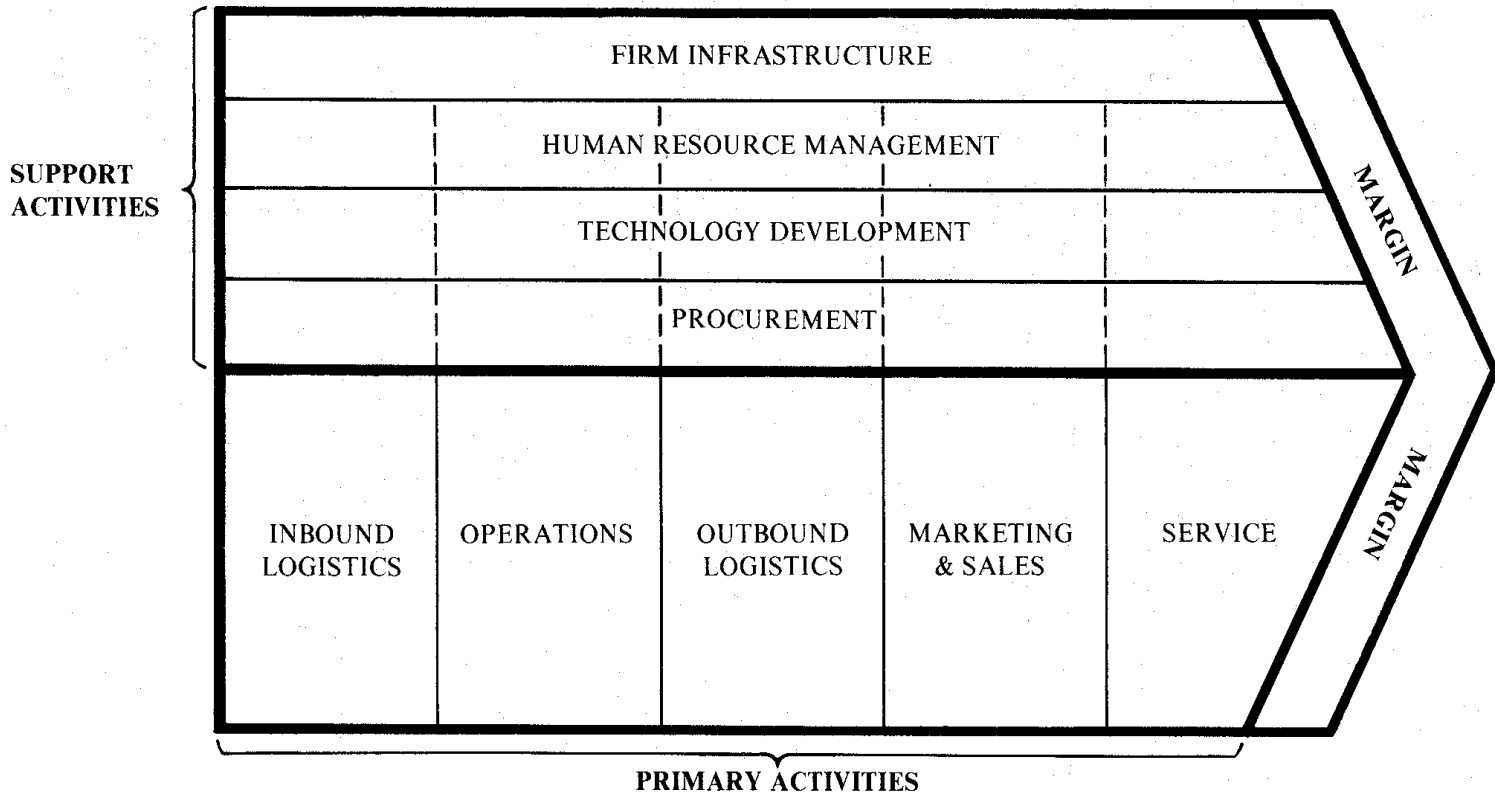 FIRM INFRASTRUCTURE
HUMAN RESOURCE MANAGEMENT
SUPPORT
ACTIVITIES
TECHNOLOGY DEVELOPMENT
PROCUREMENT
MARGIN
INBOUND
LOGISTICS
OPERATIONS
OUTBOUND
LOGISTICS
MARKETING
& SALES
SERVICE
MARGIN
PRIMARY ACTIVITIES